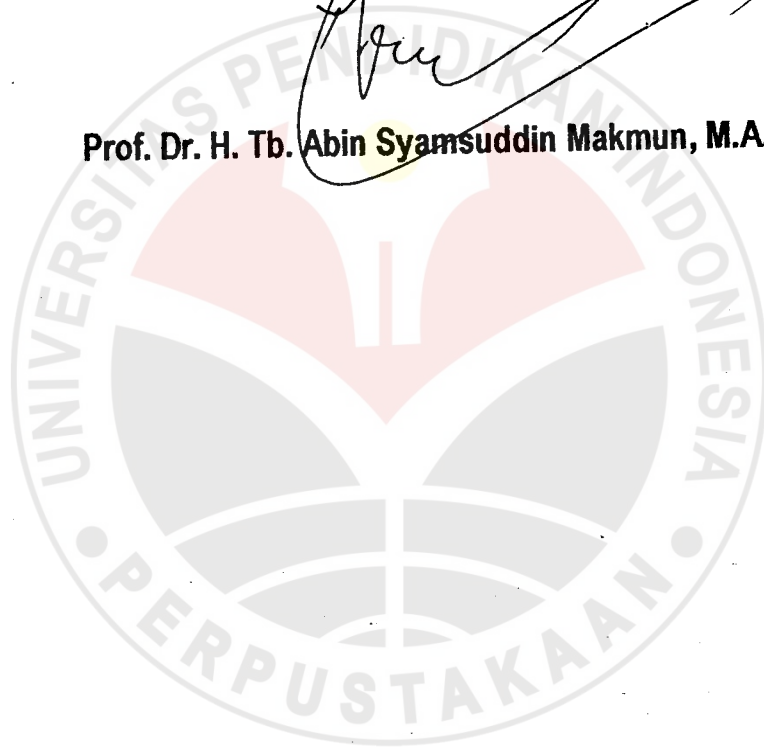 Prof. Dr. H. Tb. Abin Syamsuddin Makmun, M.A
UNIVERSITAS PENDIDIKAN INDONESIA
PERPUSTAKAAN